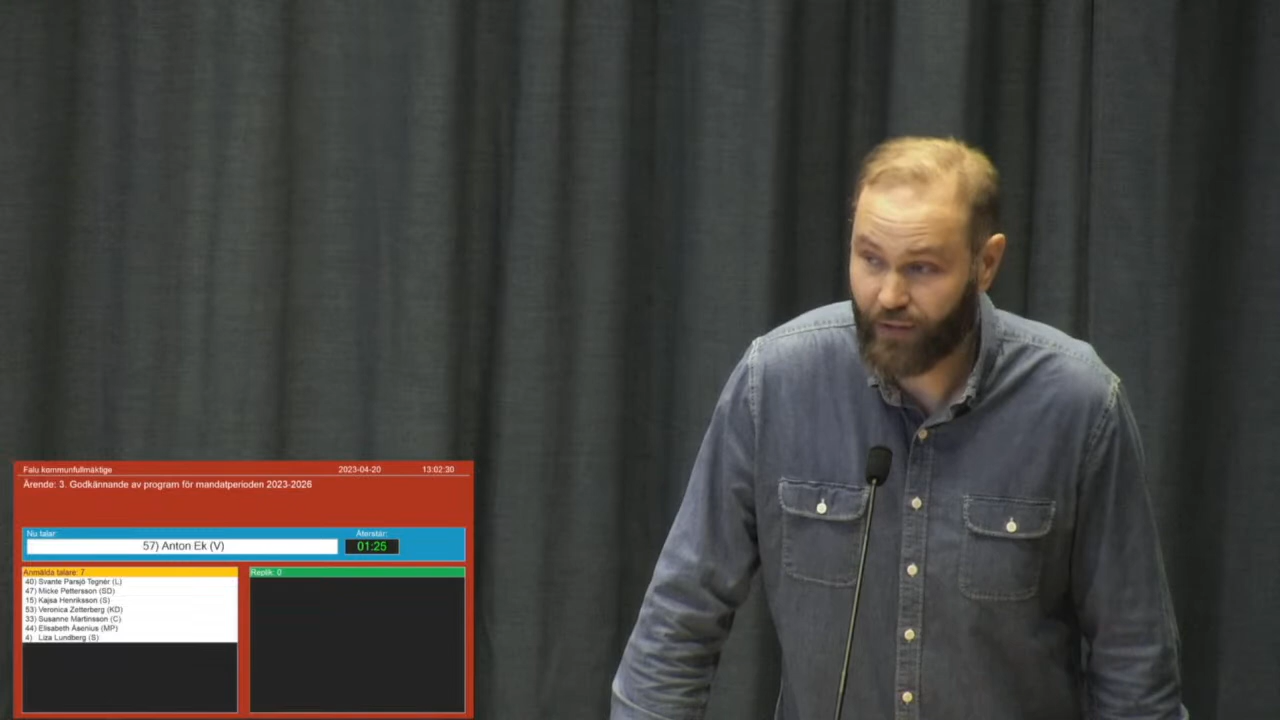 Falu kommunfullmäktige 2023-04-20 13:02:30
Ärende: 3. Godkännande av program för mandatperioden 2023-2026
Nu talar: Återstår:
57) Anton Ek (V) 01:25
Anmälda talare: 7
40) Svante Parsjö Tegnér (L)
47) Micke Pettersson (SD)
15) Kajsa Henriksson (S)
53) Veronica Zetterberg (KD)
33) Susanne Martinsson (C)
44) Elisabeth Åsenius (MP)
4) Liza Lundberg (S)
Replik: 0